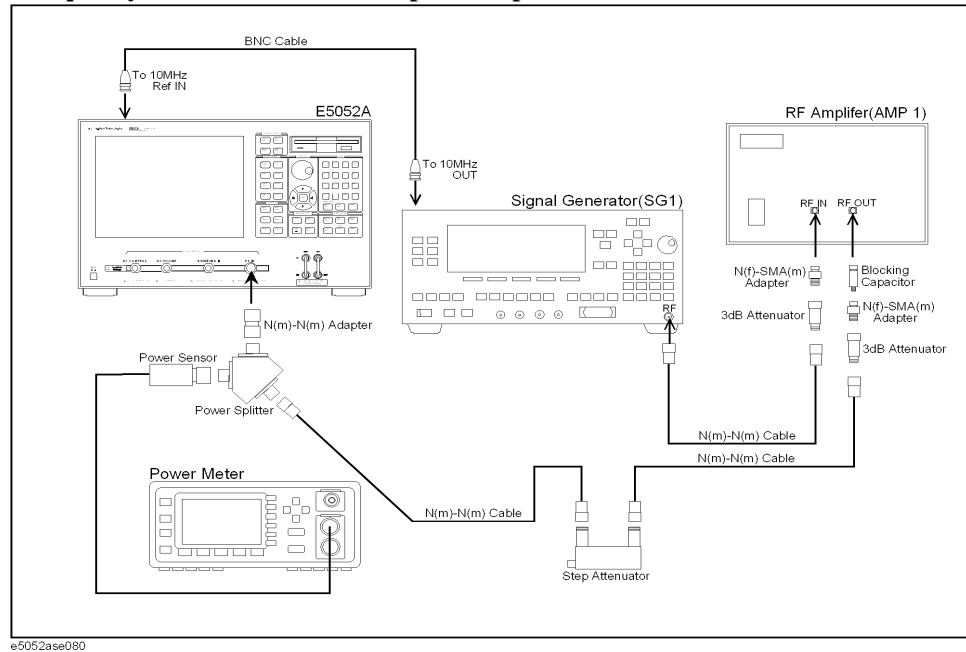 BNC Cable
To 10MHz
Ref IN
E5052A
RF Amplifer(AMP 1)
To 10MHz
OUT
Signal Generator(SG1)
RF IN
RF OUT
N(f)-SMA(m)
Adapter
Blocking
Capacitor
3dB Attenuator
N(f)-SMA(m)
Adapter
RF
N(m)-N(m) Adapter
3dB Attenuator
Power Sensor
Power Splitter
N(m)-N(m) Cable
N(m)-N(m) Cable
Power Meter
N(m)-N(m) Cable
Step Attenuator
e5052ase080